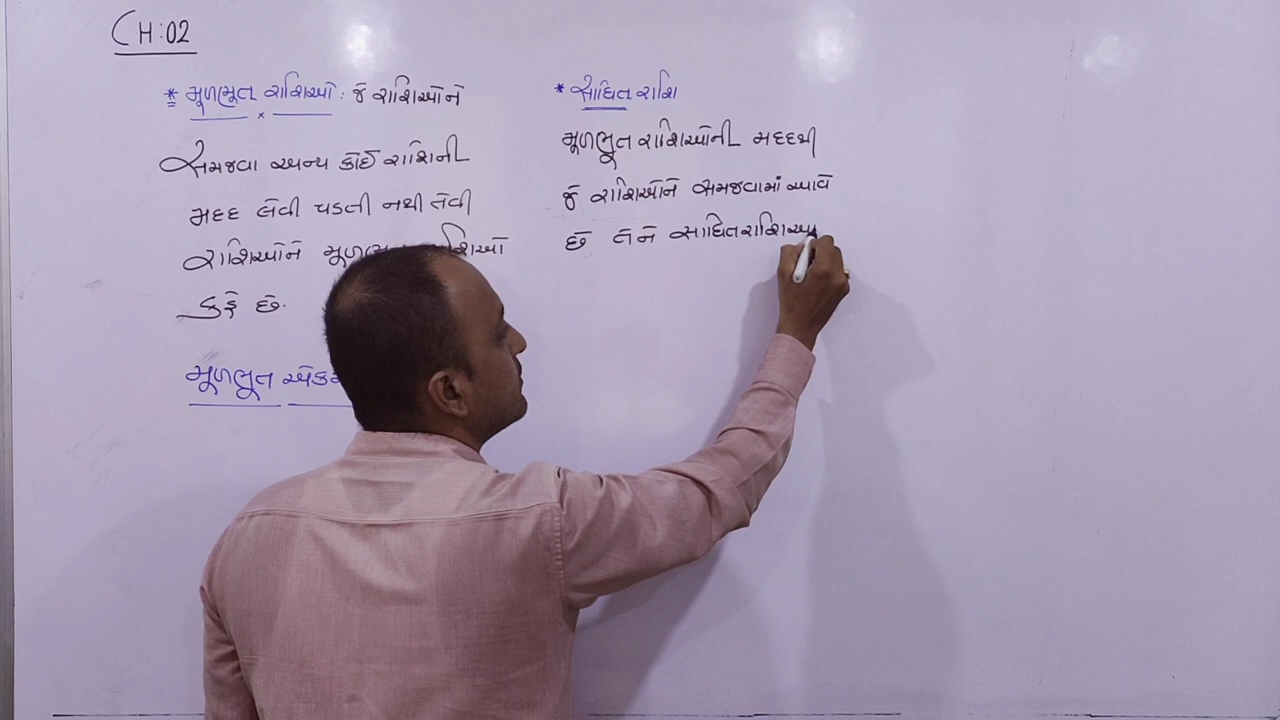 CH:02
* મૂળભૂત રાશિઓ : જે રાશિઓને
સમજવા અન્ય કોઈ રાશિની
મદદ લેવી પડતી નથી તેવી
રાશિઓને મૂળભૂત રાશિઓ
કહે છે.
મૂળભૂત એકમ
* સાધિત રાશિ
મૂળભૂત રાશિઓની મદદથી
જે રાશિઓને સમજવામાં આવે
છે તેને સાધિત રાશિઆ